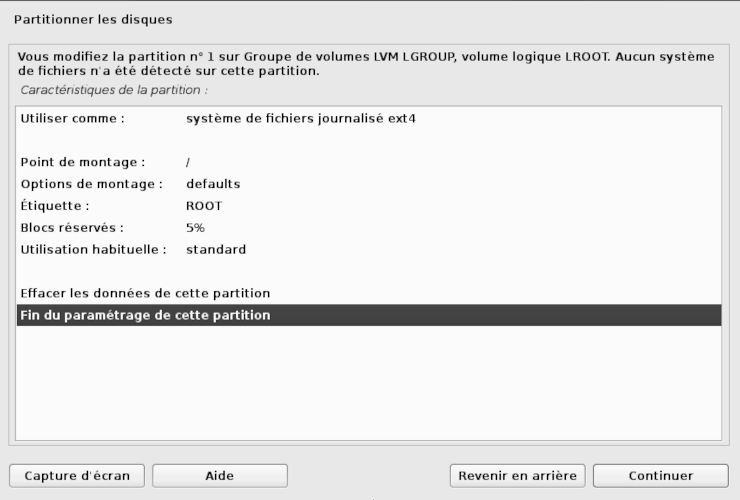 Partitionner les disques
Vous modifiez la partition n° 1 sur Groupe de volumes LVM LGROUP, volume logique LROOT. Aucun système
de fichiers n'a été détecté sur cette partition.
Caractéristiques de la partition :
Utiliser comme : système de fichiers journalisé ext4
Point de montage : /
Options de montage : defaults
Étiquette : ROOT
Blocs réservés : 5%
Utilisation habituelle : standard
Effacer les données de cette partition
Fin du paramétrage de cette partition
Capture d'écran Aide Revenir en arrière Continuer